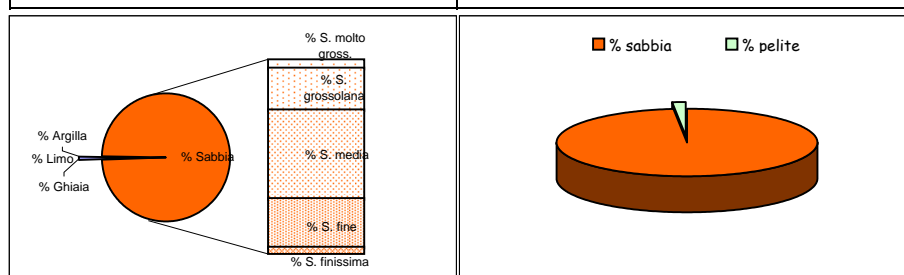 % S. molto
gross.
% S.
grossolana
% Argilla
% Limo
% Ghiaia
% Sabbia
% S. media
% S. fine
% S. finissima
% sabbia
% pelite